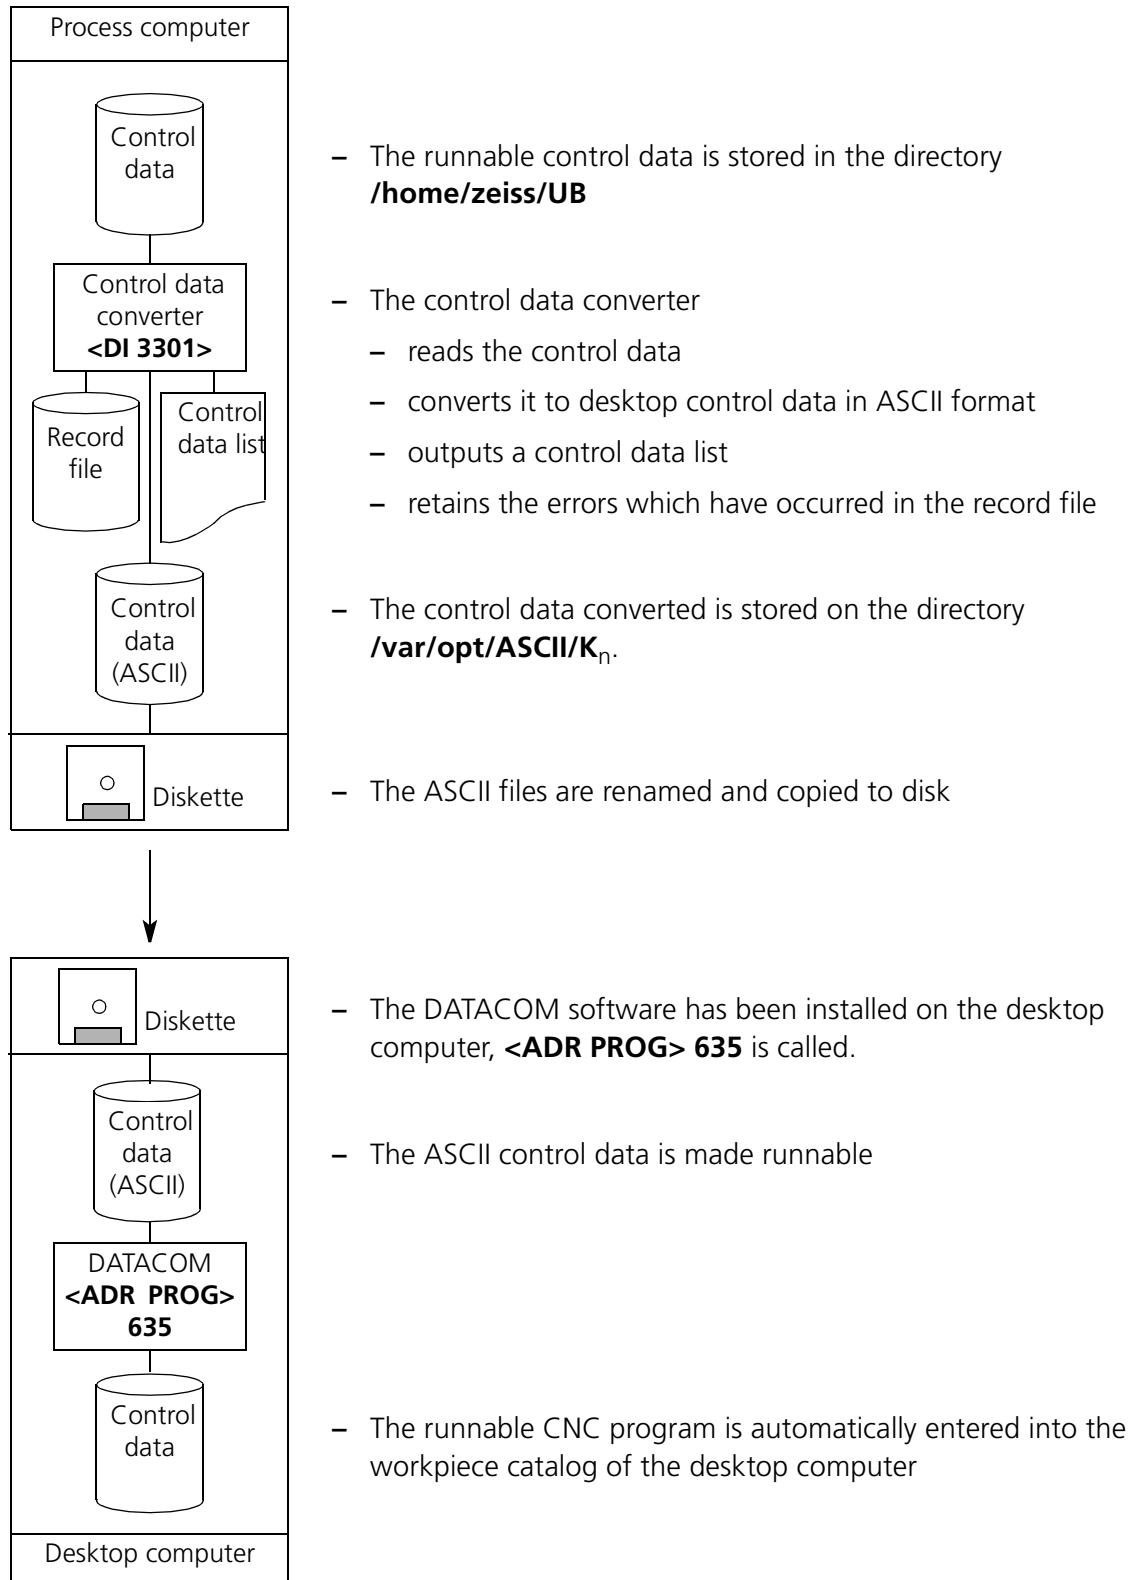 Process computer
Control
data
– The runnable control data is stored in the directory
/home/zeiss/UB
Control data
converter
<DI 3301>
– The control data converter
– reads the control data
– converts it to desktop control data in ASCII format
– outputs a control data list
– retains the errors which have occurred in the record file
Record
file
Control
data list
Control
data
(ASCII)
– The control data converted is stored on the directory
/var/opt/ASCII/Kn.
Diskette
– The ASCII files are renamed and copied to disk
Diskette
– The DATACOM software has been installed on the desktop
computer, <ADR PROG> 635 is called.
Control
data
(ASCII)
– The ASCII control data is made runnable
DATACOM
<ADR PROG>
635
Control
data
– The runnable CNC program is automatically entered into the
workpiece catalog of the desktop computer
Desktop computer